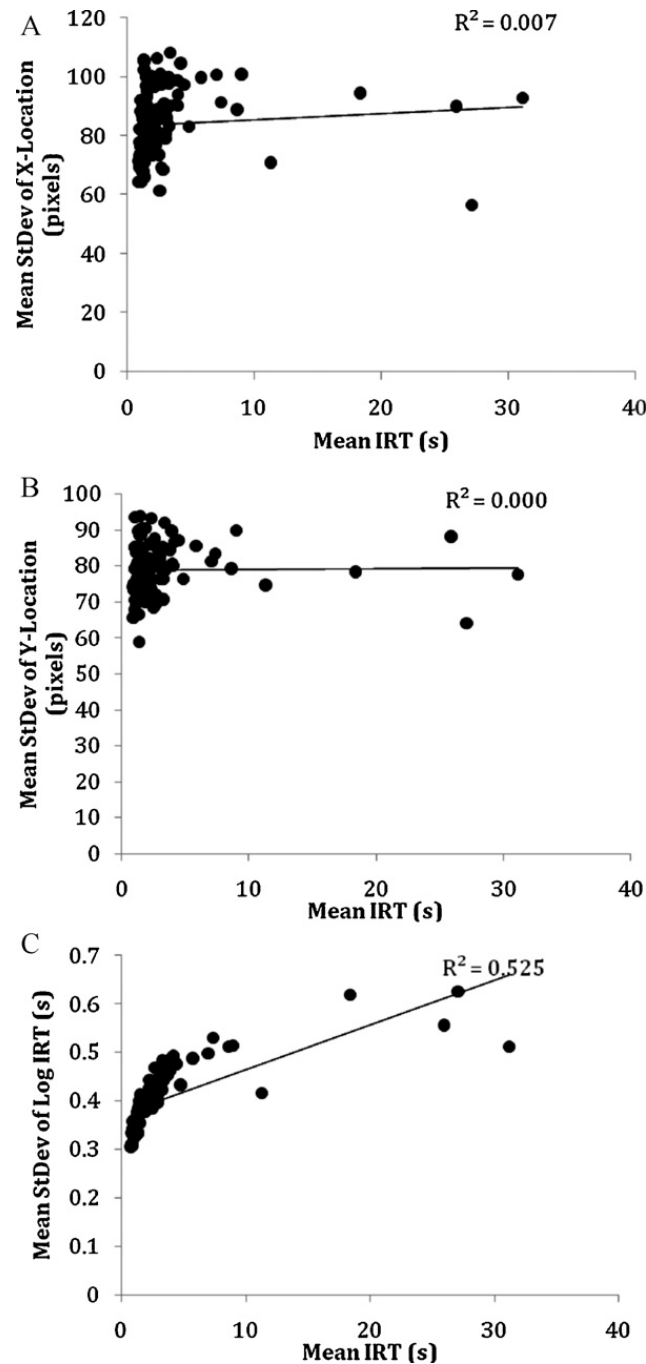 A
R² = 0.007
120
100
80
60
40
20
0
Mean StDev of X-Location
(pixels)
0 10 20 30 40
Mean IRT (s)
B
R² = 0.000
100
90
80
70
60
50
40
30
20
10
0
Mean StDev of Y-Location
(pixels)
0 10 20 30 40
Mean IRT (s)
C
R² = 0.525
0.7
0.6
0.5
0.4
0.3
0.2
0.1
0
Mean StDev of Log IRT (s)
0 10 20 30 40
Mean IRT (s)